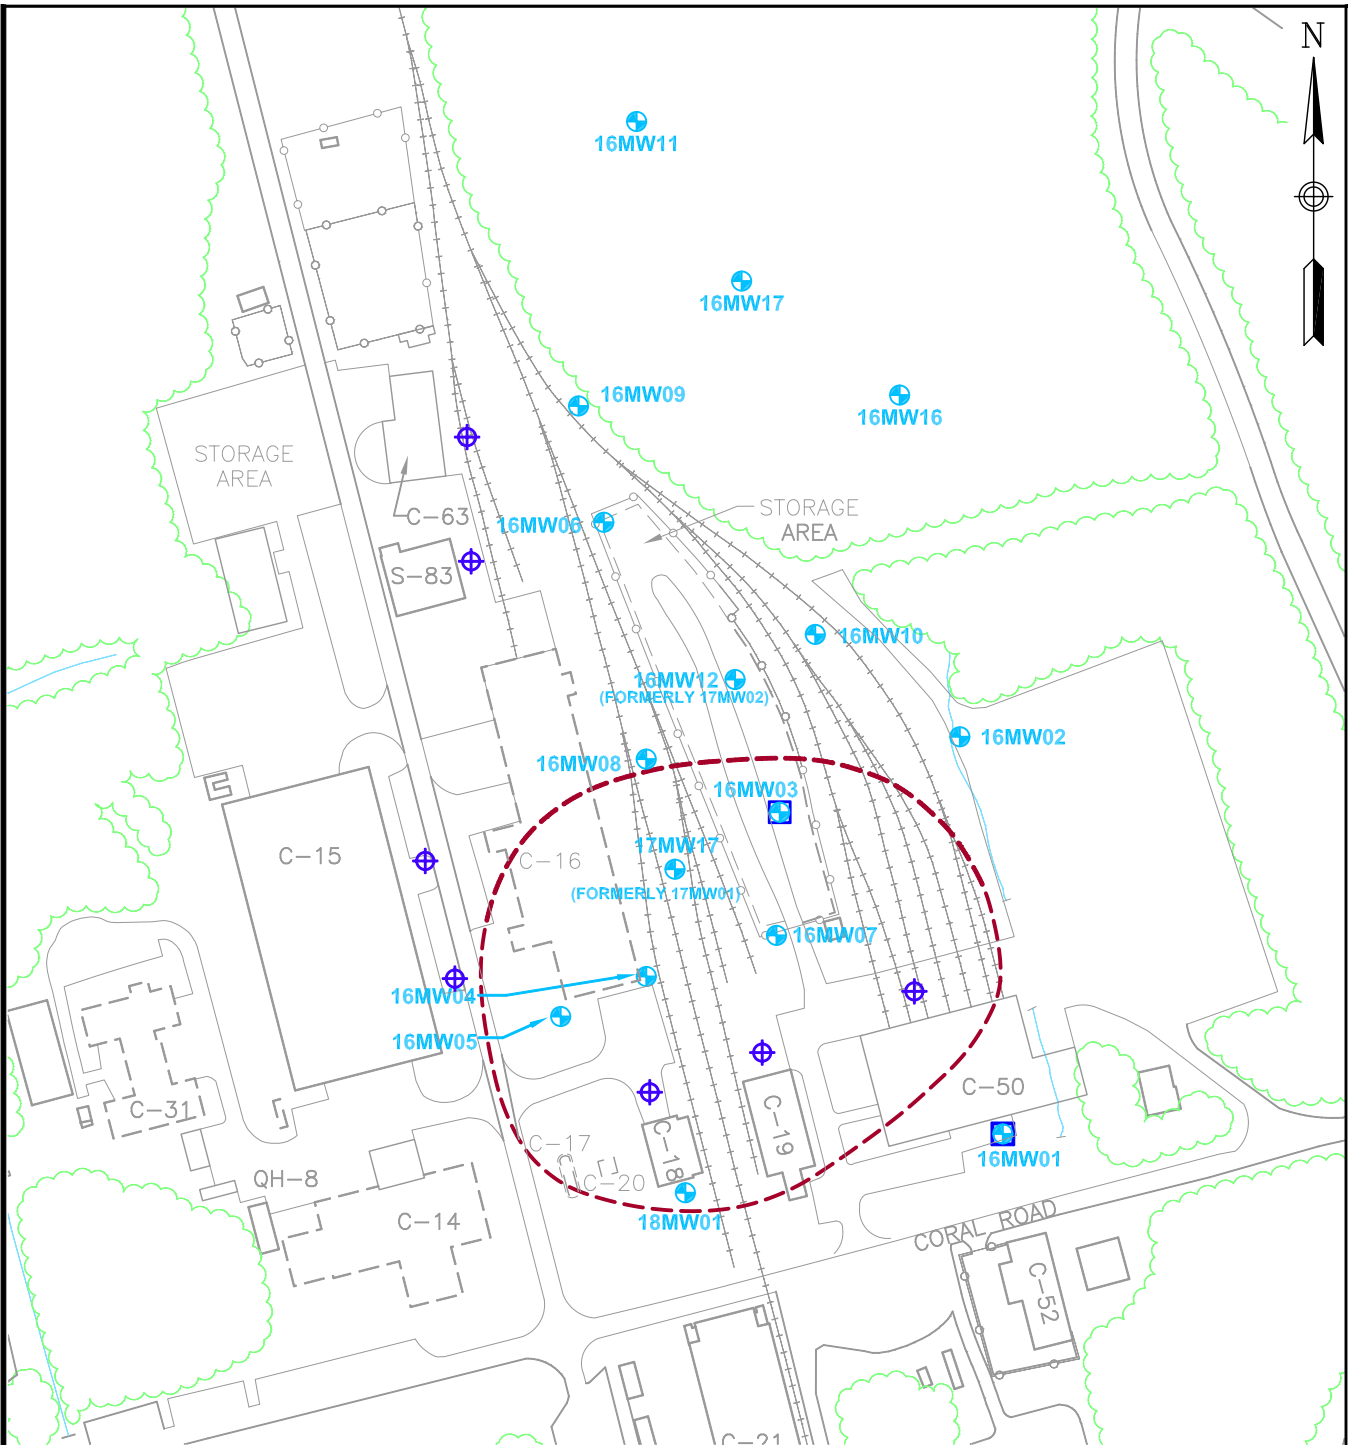 N
16MW11
16MW17
16MW09
16MW16
STORAGE
AREA
C-63
16MW06
STORAGE
AREA
S-83
16MW10
16MW12
(FORMERLY 17MW02)
16MW02
16MW08
16MW03
17MW17
(FORMERLY 17MW01)
C-15
C-16
16MW07
16MW04
16MW05
C-50
C-31
C-19
C-18
C-17
C-20
16MW01
QH-8
C-14
18MW01
CORAL ROAD
C-52
C-21